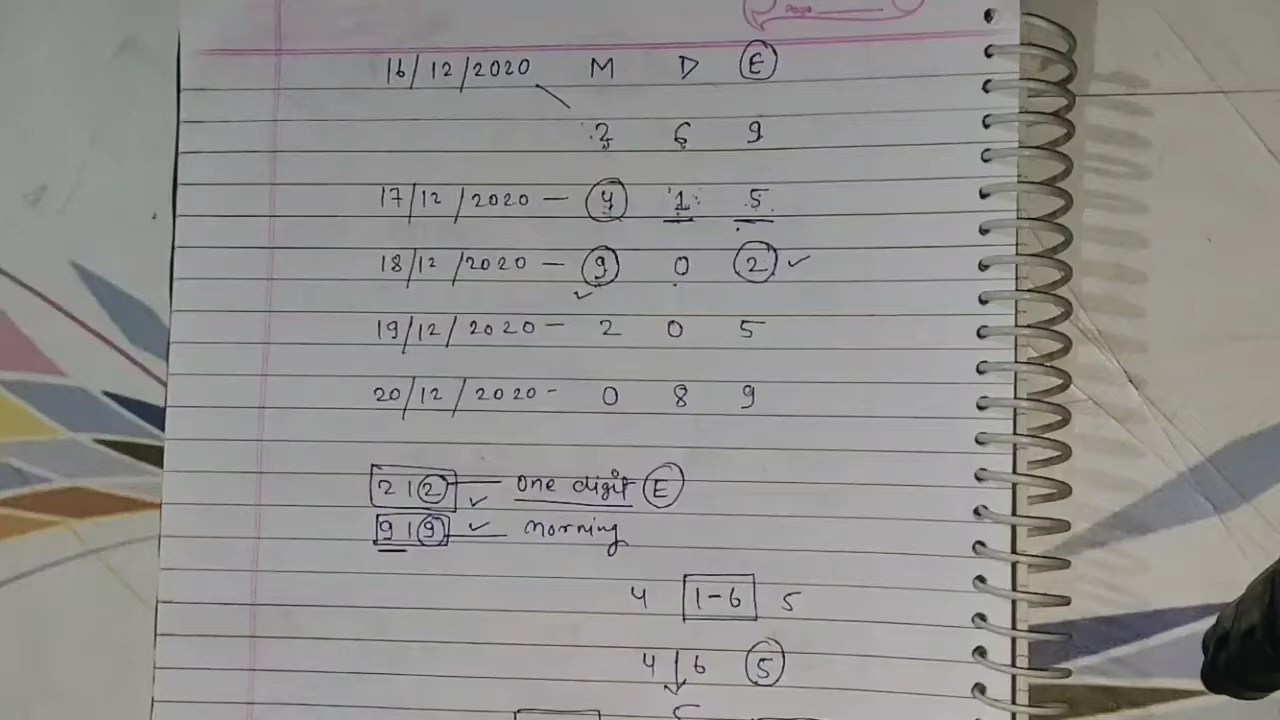 Page
16/12/2020 M D E
2 6 9
17/12/2020 — 4 1 5
18/12/2020 — 9 0 2 ✓
✓
19/12/2020 — 2 0 5
20/12/2020 - 0 8 9
2 1 2 ✓ — One digit E
9 1 9 ✓ — morning
4 1-6 5
4 6 5